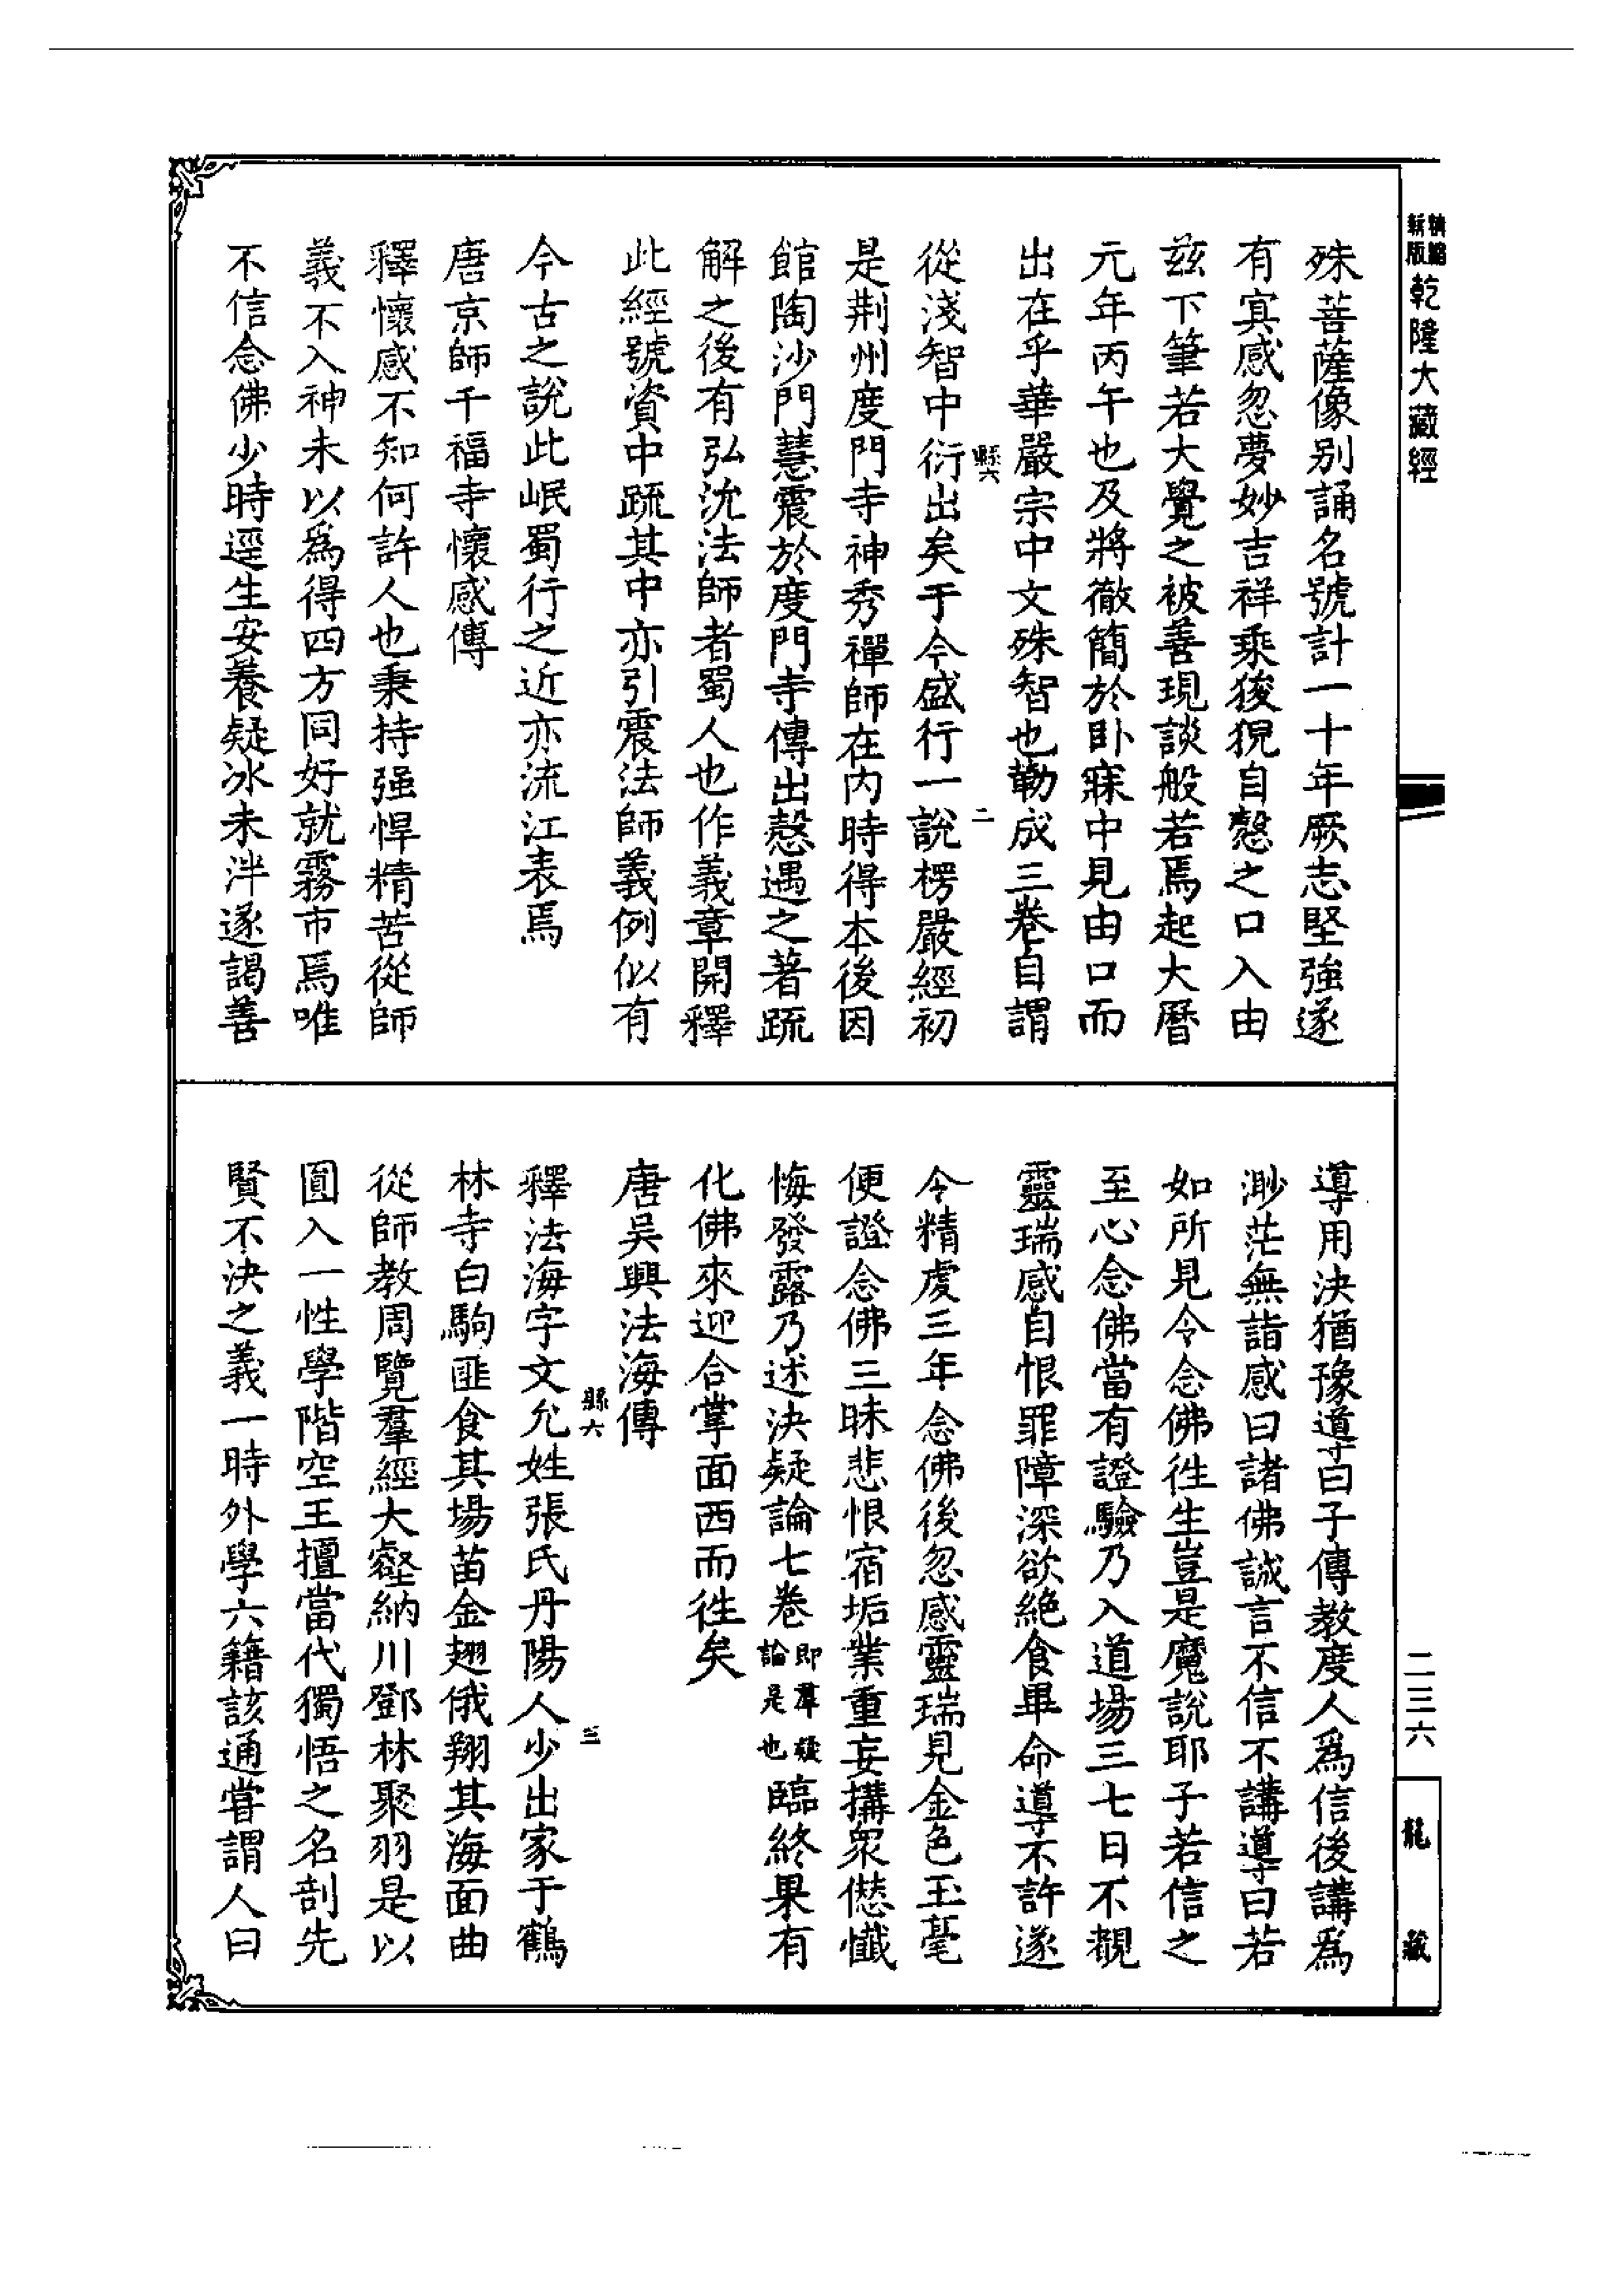 精縮新版乾隆大藏經
殊菩薩像別誦名號計一十年厥志堅強遂
有冥感忽夢妙吉祥乘狻猊自慤之口入由
兹下筆若大覺之被善現談般若焉起大曆
元年丙午也及將徹簡於卧寐中見由口而
出在乎華嚴宗中文殊智也勒成三卷自謂
縣六
二
從淺智中衍出矣于今盛行一說楞嚴經初
是荆州度門寺神秀禪師在內時得本後因
館陶沙門慧震於度門寺傳出慤遇之著疏
解之後有弘沇法師者蜀人也作義章開釋
此經號資中疏其中亦引震法師義例似有
今古之說此岷蜀行之近亦流江表焉
唐京師千福寺懷感傳
釋懷感不知何許人也秉持强悍精苦從師
義不入神未以爲得四方同好就霧市焉唯
不信念佛少時逕生安養疑冰未泮遂謁善
導用決猶豫導曰子傳教度人爲信後講爲
渺茫無詣感曰諸佛誠言不信不講導曰若
如所見令念佛徃生豈是魔說耶子若信之
至心念佛當有證驗乃入道場三七日不覩
靈瑞感自恨罪障深欲絶食畢命導不許遂
令精虔三年念佛後忽感靈瑞見金色玉毫
便證念佛三昧悲恨宿垢業重妄搆衆僁懺
悔發露乃述決疑論七卷即羣疑論是也臨終果有
化佛來迎合掌面西而徃矣
唐吳興法海傳
縣六
三
釋法海字文允姓張氏丹陽人少出家于鶴
林寺白駒匪食其場苗金翅俄翔其海面曲
從師教周覽羣經大壑納川鄧林聚羽是以
圓入一性學階空王擅當代獨悟之名剖先
賢不決之義一時外學六籍該通甞謂人曰
二三六
龍藏